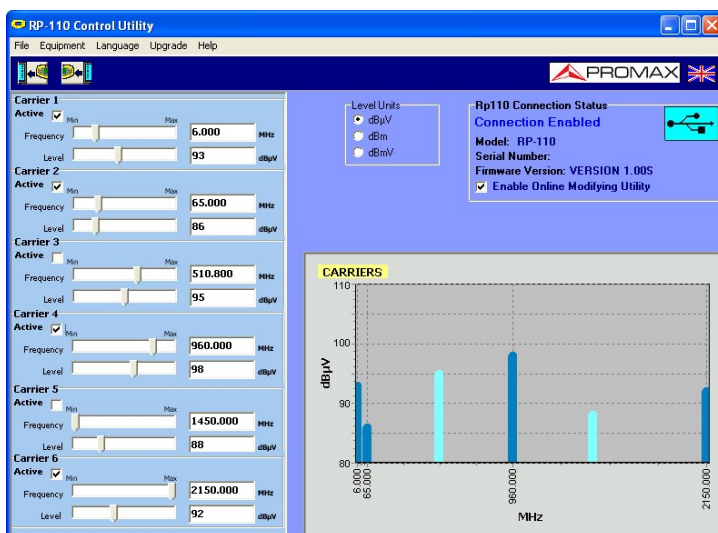 RP-110 Control Utility
File Equipment Language Upgrade Help
PROMAX
Carrier 1
Active
Min Max
Frequency 6.000 MHz
Level 93 dBµV
Carrier 2
Active
Min Max
Frequency 65.000 MHz
Level 86 dBµV
Carrier 3
Active
Min Max
Frequency 510.800 MHz
Level 95 dBµV
Carrier 4
Active
Min Max
Frequency 960.000 MHz
Level 98 dBµV
Carrier 5
Active
Min Max
Frequency 1450.000 MHz
Level 88 dBµV
Carrier 6
Active
Min Max
Frequency 2150.000 MHz
Level 92 dBµV
Level Units
dBµV
dBm
dBmV
Rp110 Connection Status
Connection Enabled
Model: RP-110
Serial Number:
Firmware Version: VERSION 1.00S
Enable Online Modifying Utility
CARRIERS
110
100
90
80
dBµV
6.000
65.000
960.000
2150.000
MHz